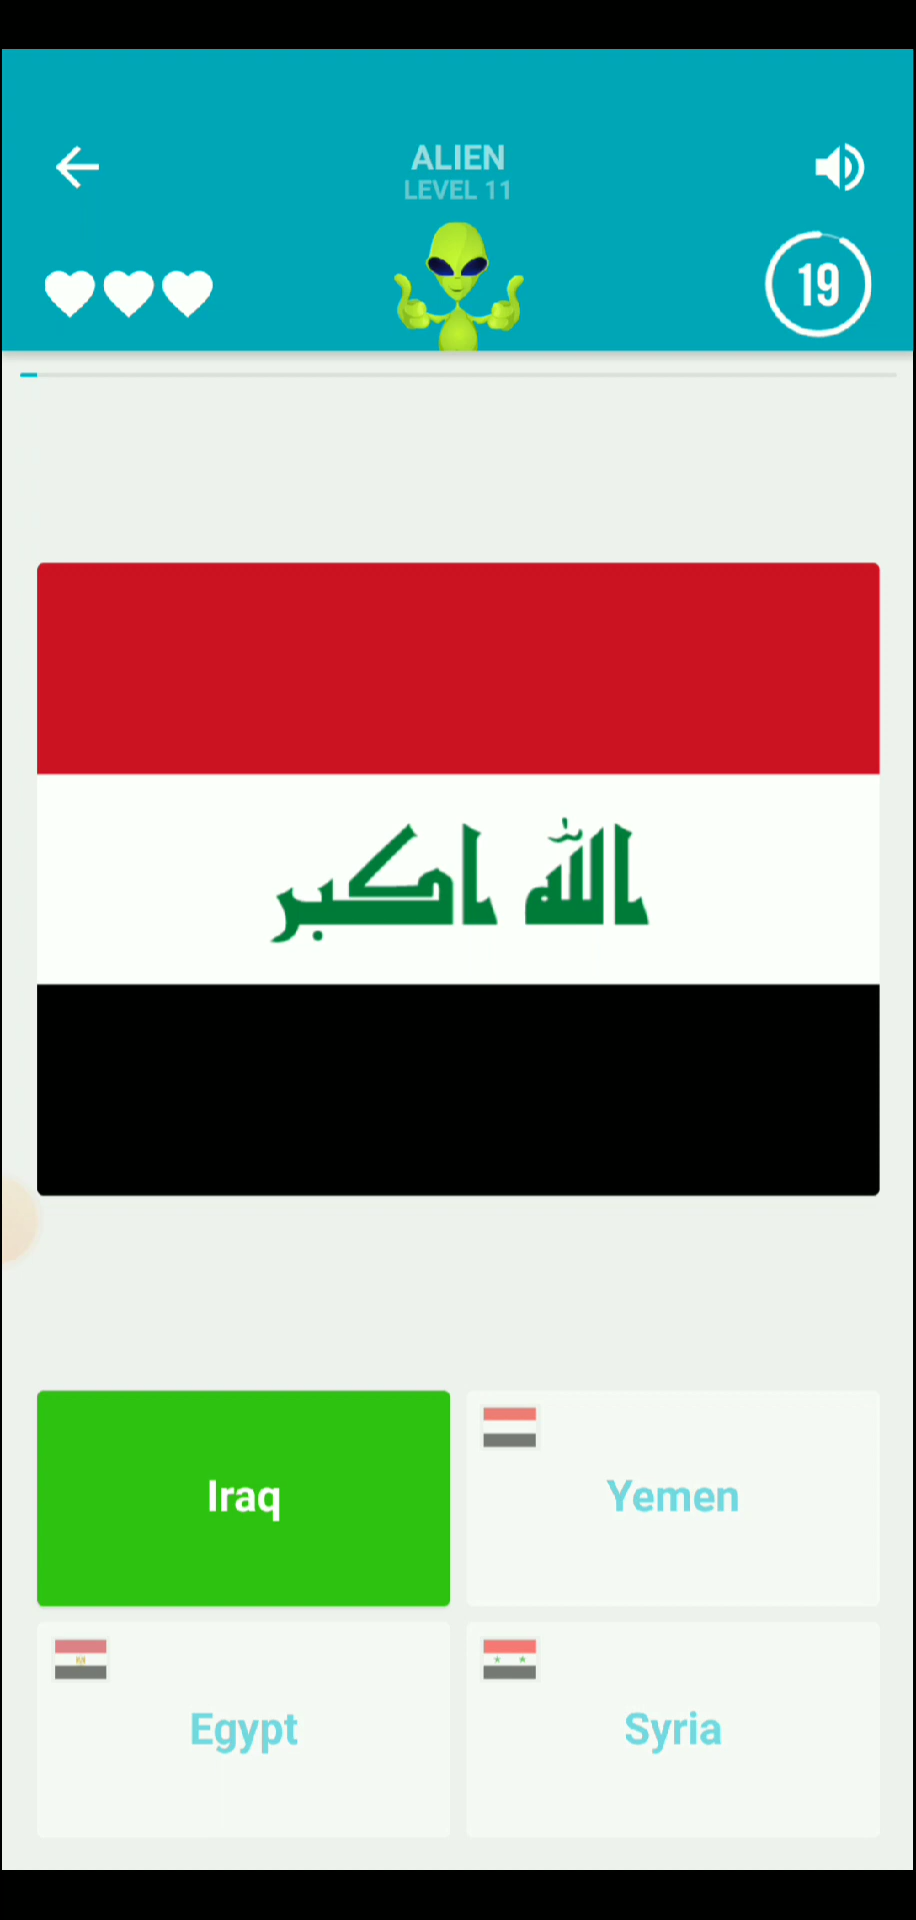 ALIEN
LEVEL 11
19
الله اكبر
Iraq
Yemen
Egypt
Syria